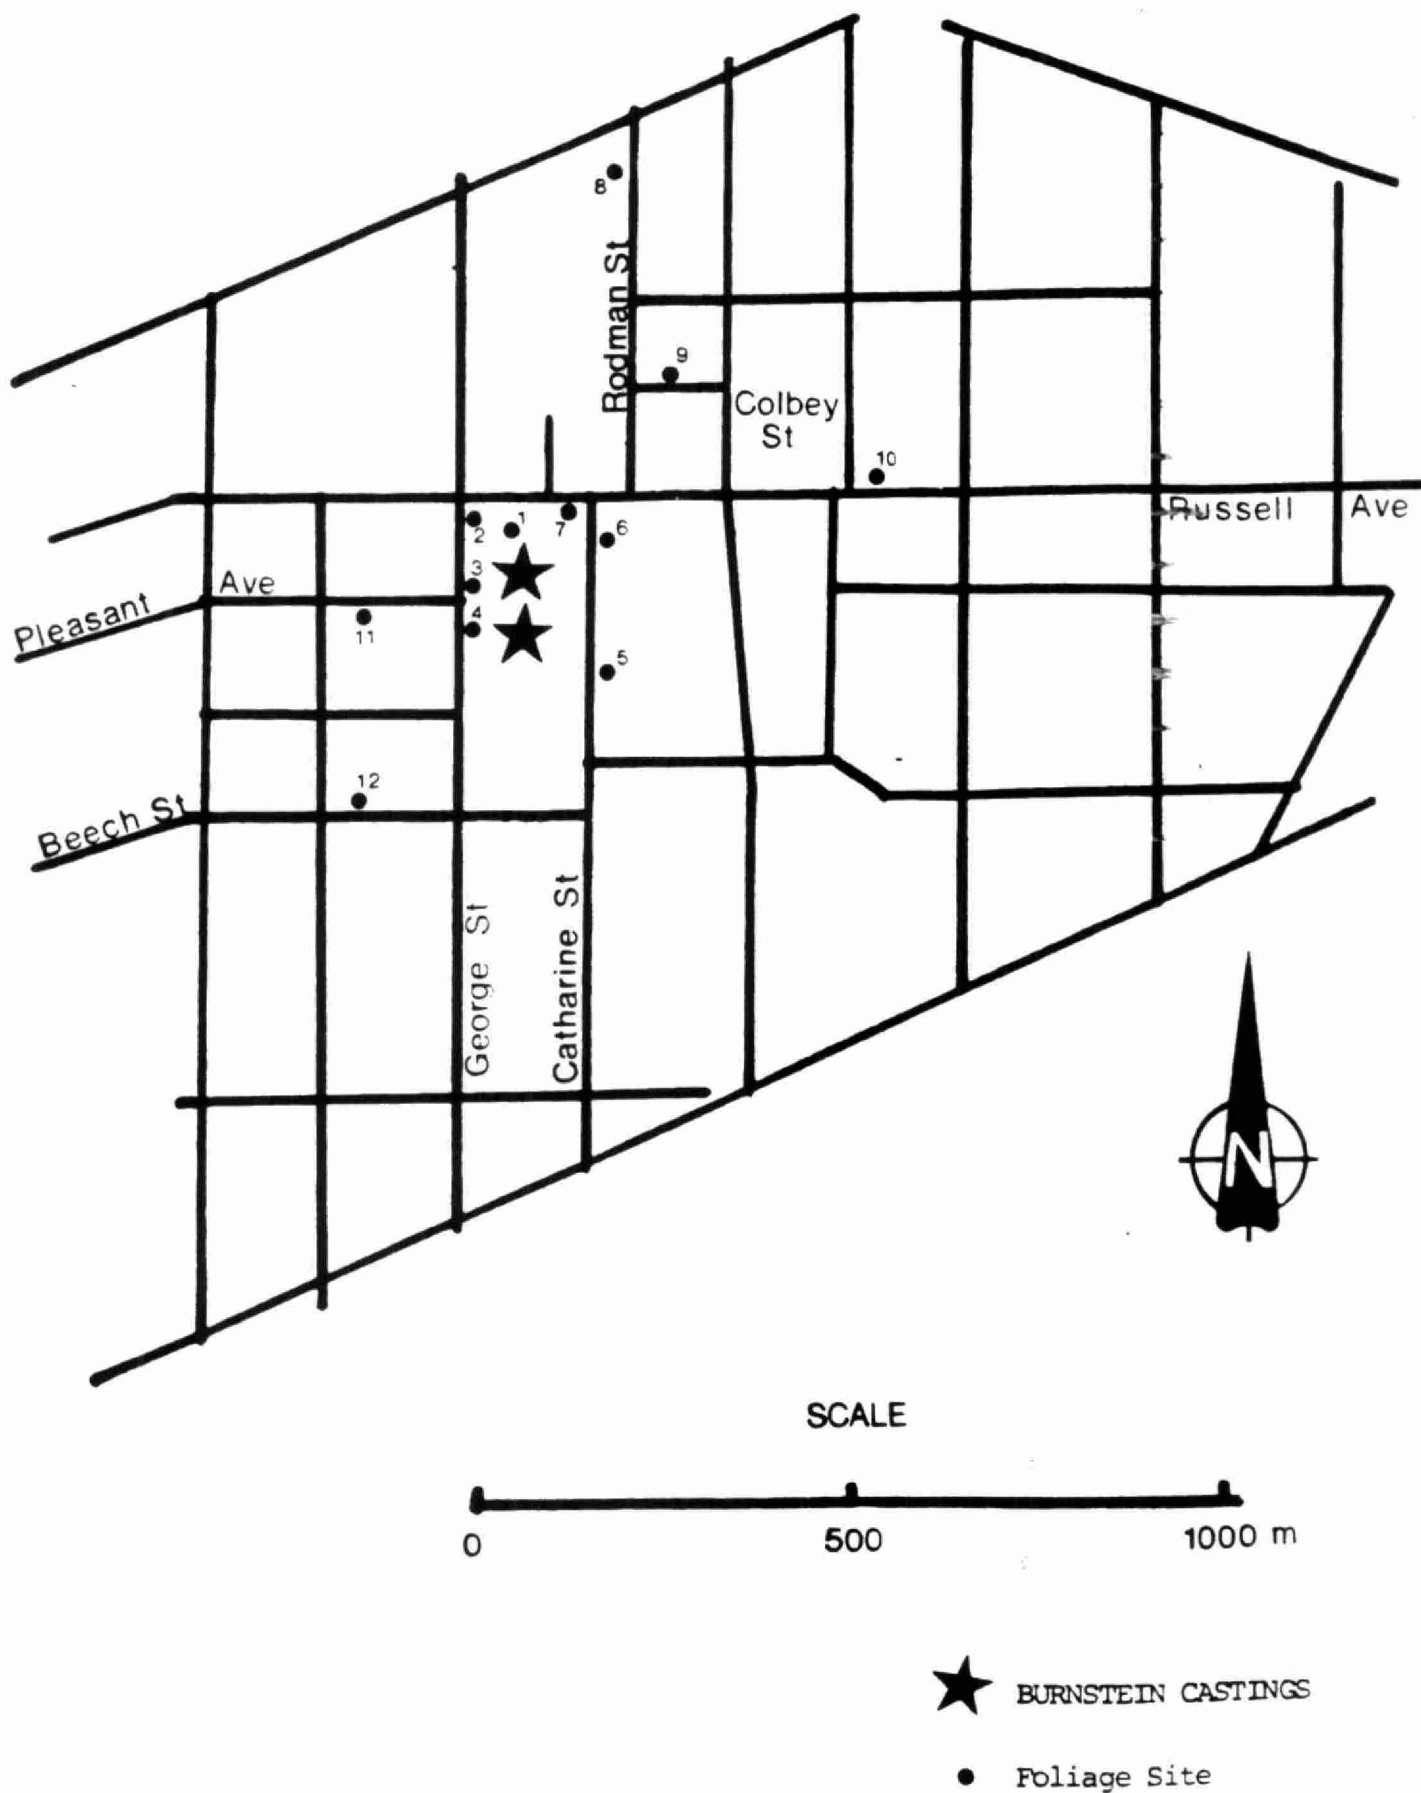 8
Rodman St
9
Colbey
St
10
Russell Ave
2
1
7
6
3
Ave
4
Pleasant
11
5
12
Beech St
George St
Catharine St
N
SCALE
0 500 1000 m
BURNSTEIN CASTINGS
Foliage Site